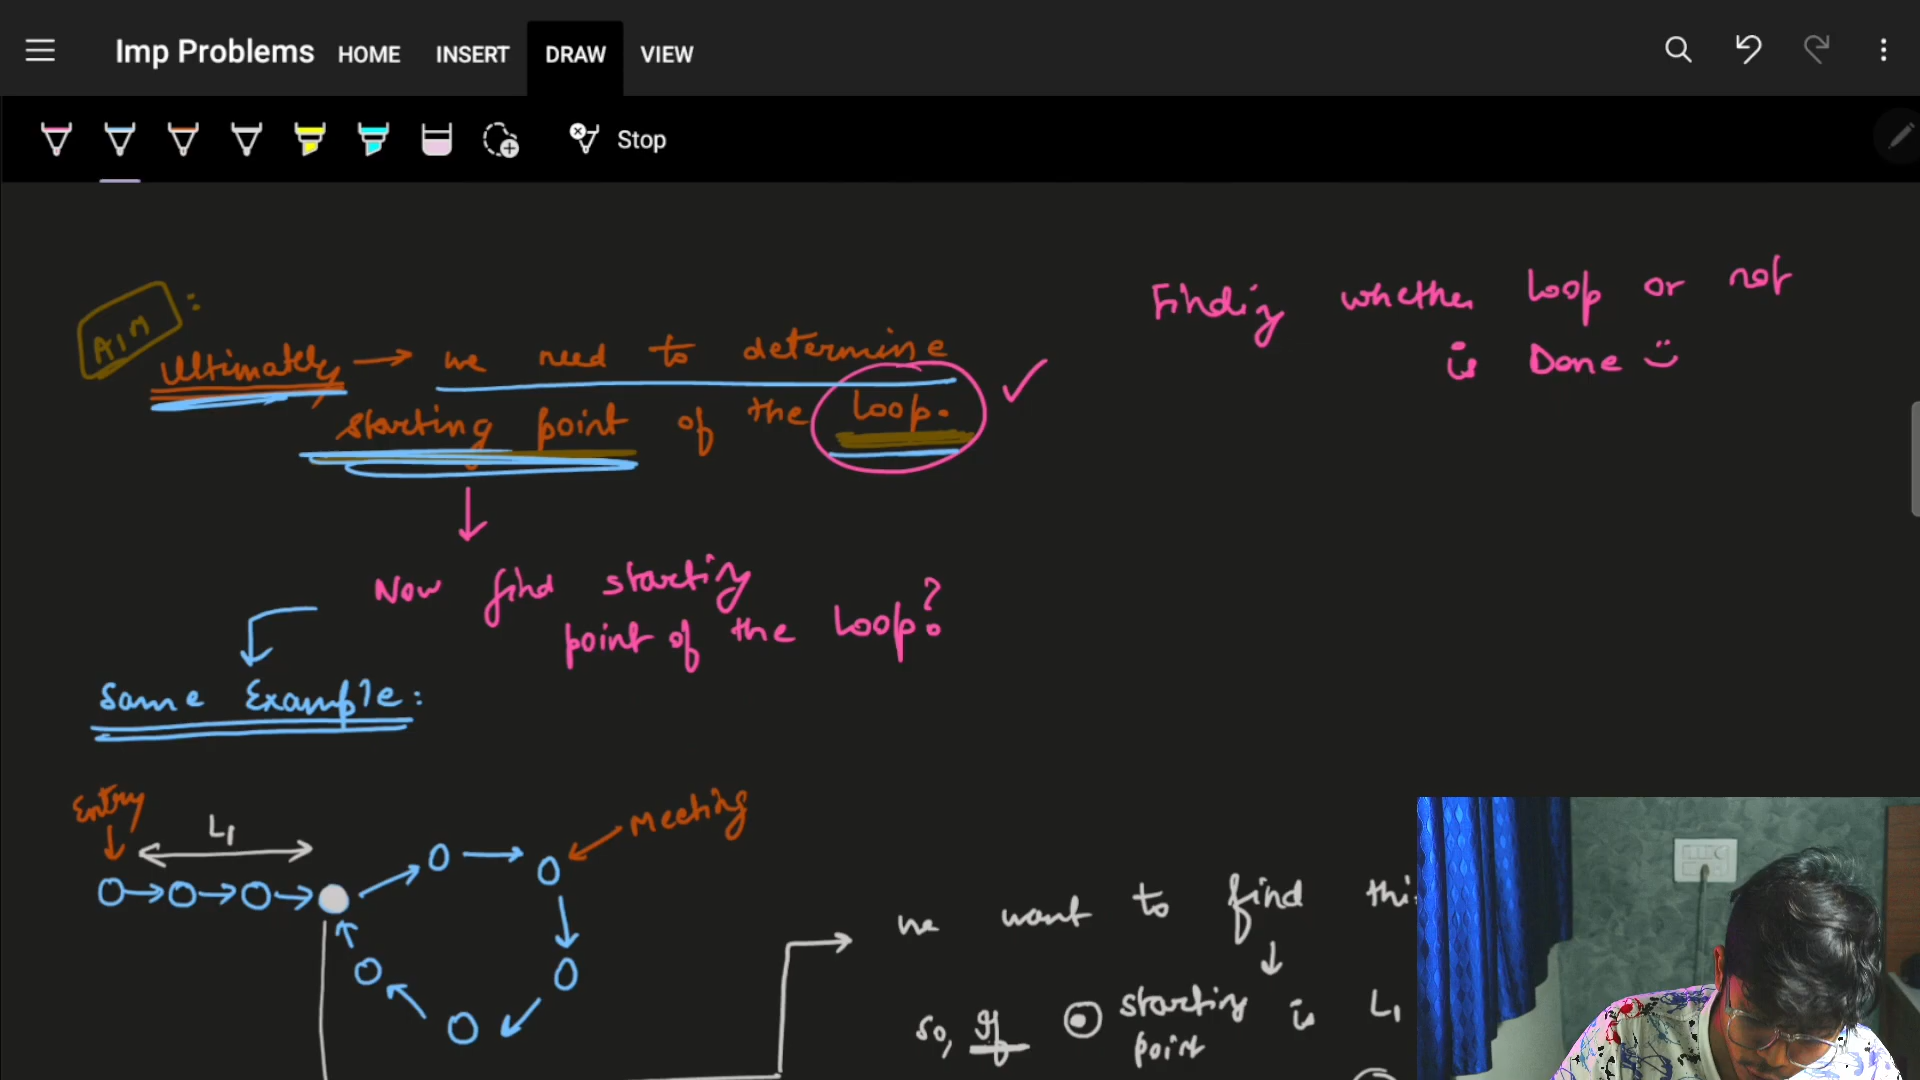 Imp Problems HOME INSERT DRAW VIEW
Stop
AIM :
Ultimately, → we need to determine
starting point of the loop.
Finding whether loop or not
is Done
Now find starting
point of the loop?
Same Example:
Entry
L1
Meeting
we want to find
so, if starting is L1
point